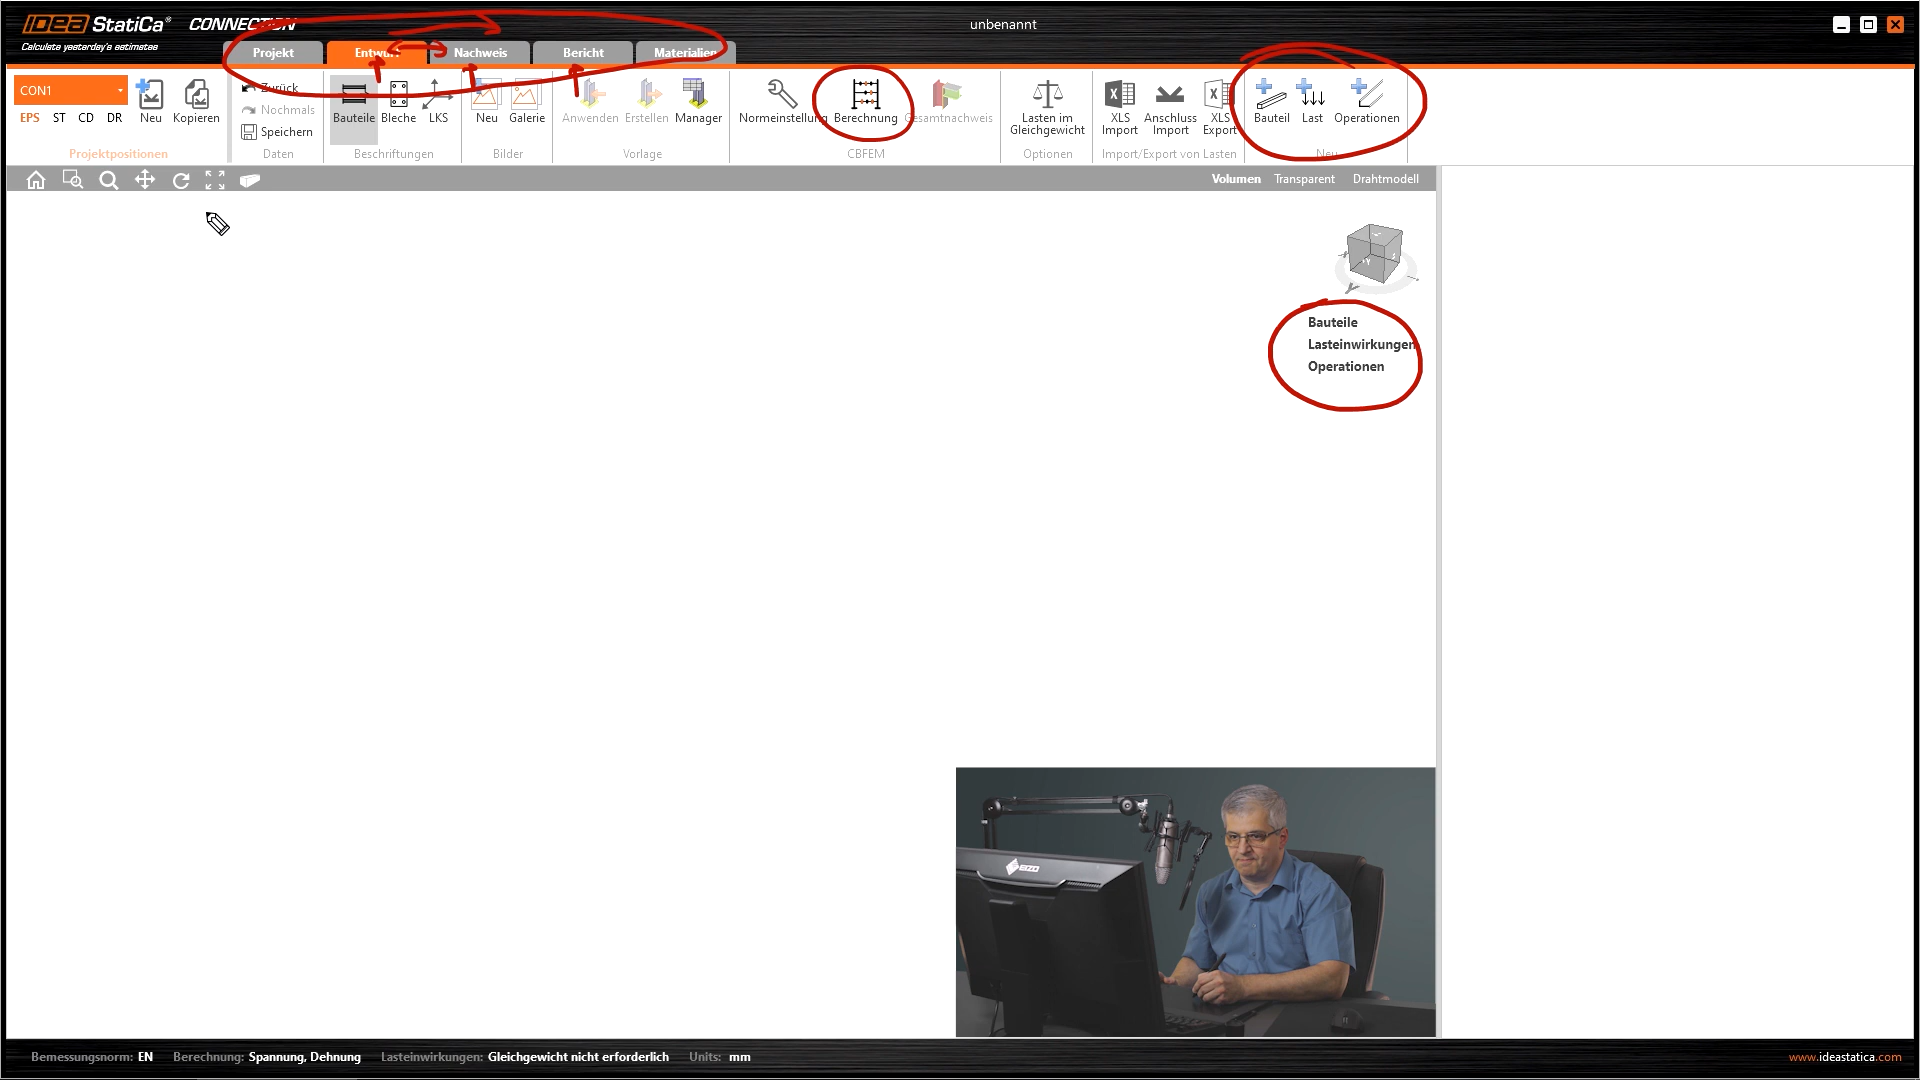 IDEA StatiCa® CONNECTION
Calculate yesterday's estimates
unbenannt
Projekt Entwurf Nachweis Bericht Materialien
CON1
EPS ST CD DR
Neu Kopieren
Projektpositionen
Zurück
Nochmals
Speichern
Daten
Bauteile Bleche LKS
Beschriftungen
Neu Galerie
Bilder
Anwenden Erstellen Manager
Vorlage
Normeinstellung Berechnung Gesamtnachweis
CBFEM
Lasten im Gleichgewicht
Optionen
XLS Import Anschluss Import XLS Export
Import/Export von Lasten
Bauteil Last Operationen
Neu
Volumen Transparent Drahtmodell
Bauteile
Lasteinwirkungen
Operationen
EIZO
Bemessungsnorm: EN Berechnung: Spannung, Dehnung Lasteinwirkungen: Gleichgewicht nicht erforderlich Units: mm
www.ideastatica.com